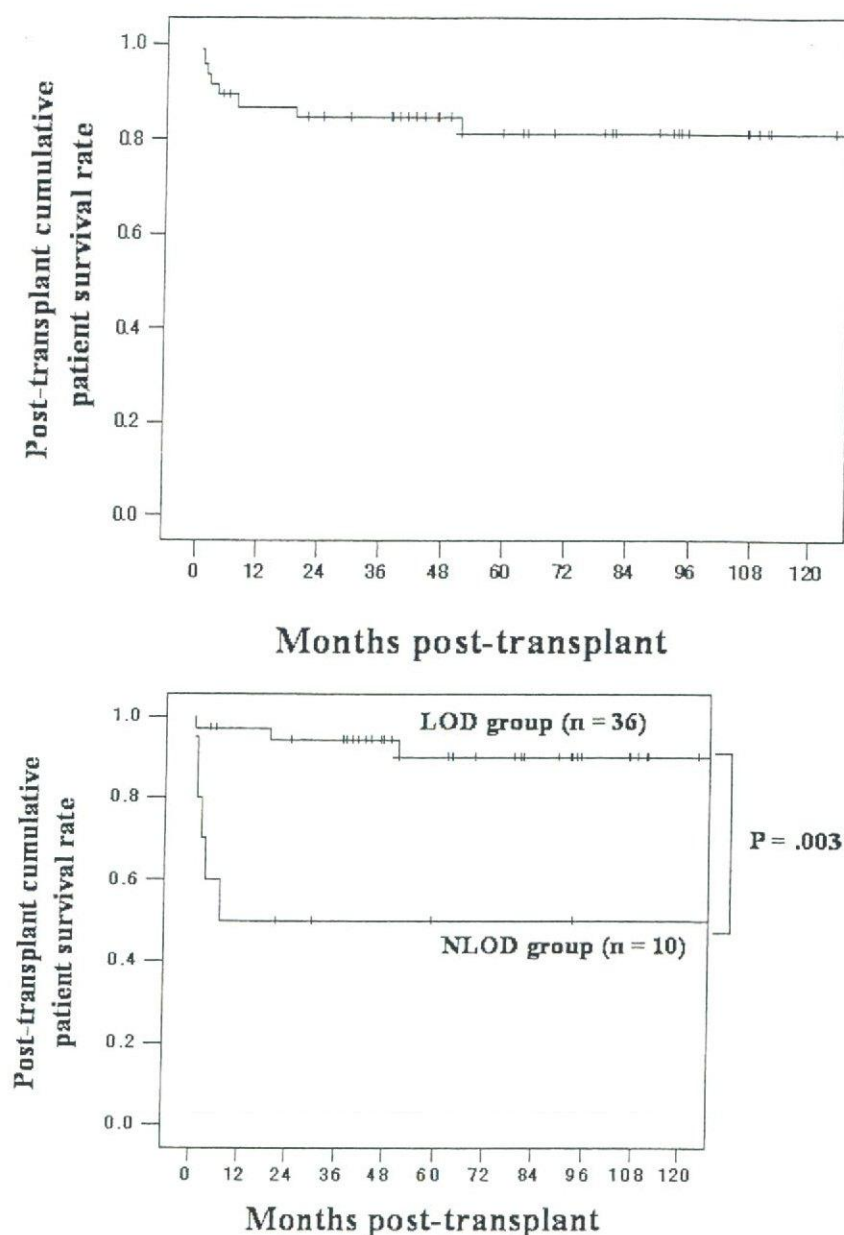 Post-transplant cumulative
patient survival rate
1.0
0.8
0.6
0.4
0.2
0.0
0 12 24 36 48 60 72 84 96 108 120
Months post-transplant
Post-transplant cumulative
patient survival rate
1.0
0.8
0.6
0.4
0.2
0.0
LOD group (n = 36)
P = .003
NLOD group (n = 10)
0 12 24 36 48 60 72 84 96 108 120
Months post-transplant